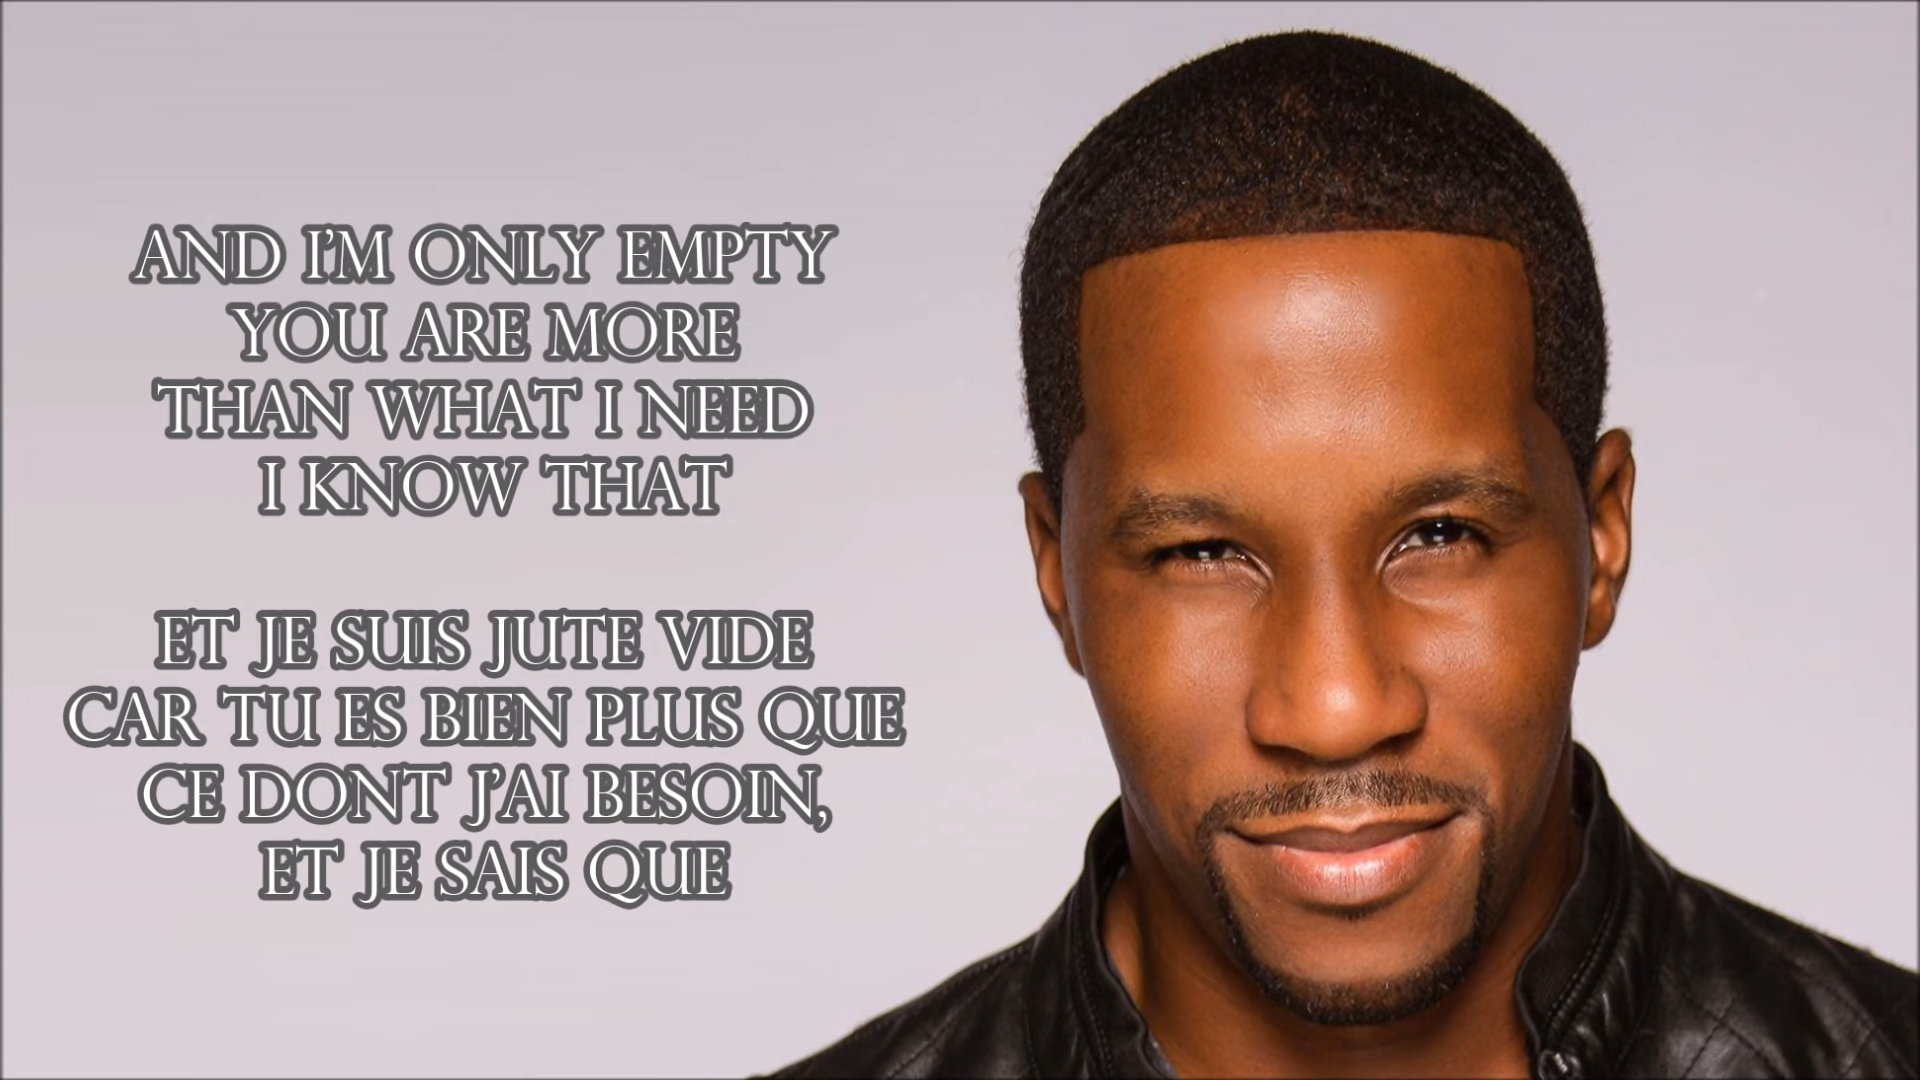 AND I'M ONLY EMPTY
YOU ARE MORE
THAN WHAT I NEED
I KNOW THAT
ET JE SUIS JUTE VIDE
CAR TU ES BIEN PLUS QUE
CE DONT J'AI BESOIN,
ET JE SAIS QUE